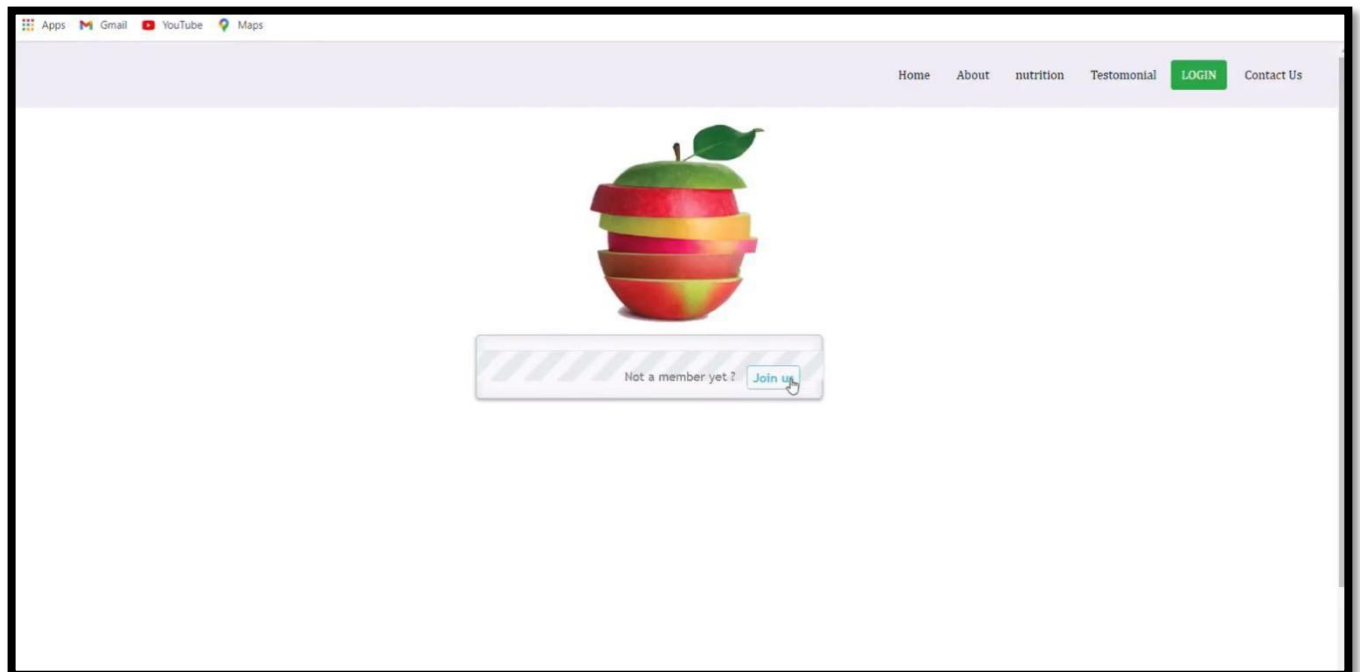 Apps Gmail YouTube Maps
Home About nutrition Testomonial LOGIN Contact Us
Not a member yet ? Join us